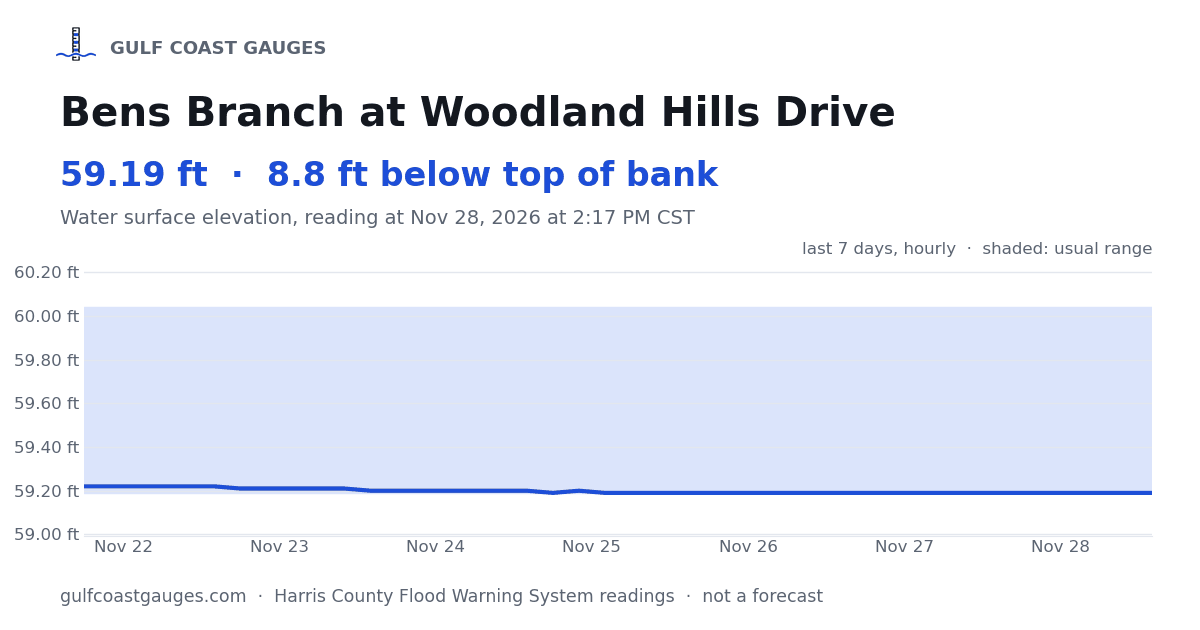 GULF COAST GAUGES
Bens Branch at Woodland Hills Drive
59.19 ft · 8.8 ft below top of bank
Water surface elevation, reading at Nov 28, 2026 at 2:17 PM CST
last 7 days, hourly · shaded: usual range
60.20 ft
60.00 ft
59.80 ft
59.60 ft
59.40 ft
59.20 ft
59.00 ft
Nov 22 Nov 23 Nov 24 Nov 25 Nov 26 Nov 27 Nov 28
gulfcoastgauges.com · Harris County Flood Warning System readings · not a forecast